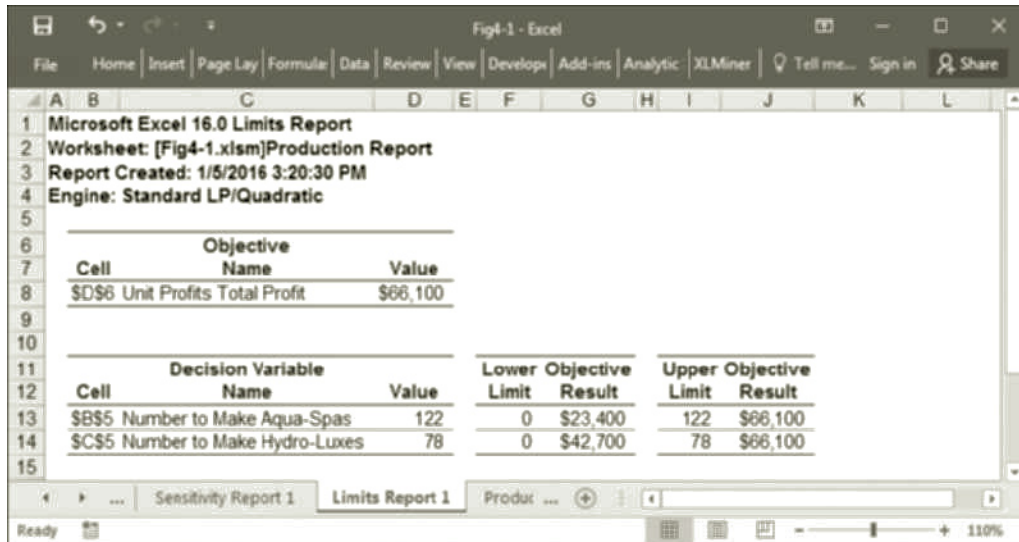 Fig4-1 - Excel
File Home Insert Page Lay Formulae Data Review View Develope Add-ins Analytic XLMiner Tell me... Sign in Share
A B C D E F G H I J K L
1 Microsoft Excel 16.0 Limits Report
2 Worksheet: [Fig4-1.xlsm]Production Report
3 Report Created: 1/5/2016 3:20:30 PM
4 Engine: Standard LP/Quadratic
5
6 Objective
7 Cell Name Value
8 $D$6 Unit Profits Total Profit $66,100
9
10
11 Decision Variable Lower Objective Upper Objective
12 Cell Name Value Limit Result Limit Result
13 $B$5 Number to Make Aqua-Spas 122 0 $23,400 122 $66,100
14 $C$5 Number to Make Hydro-Luxes 78 0 $42,700 78 $66,100
15
... Sensitivity Report 1 Limits Report 1 Produc ...
Ready 110%